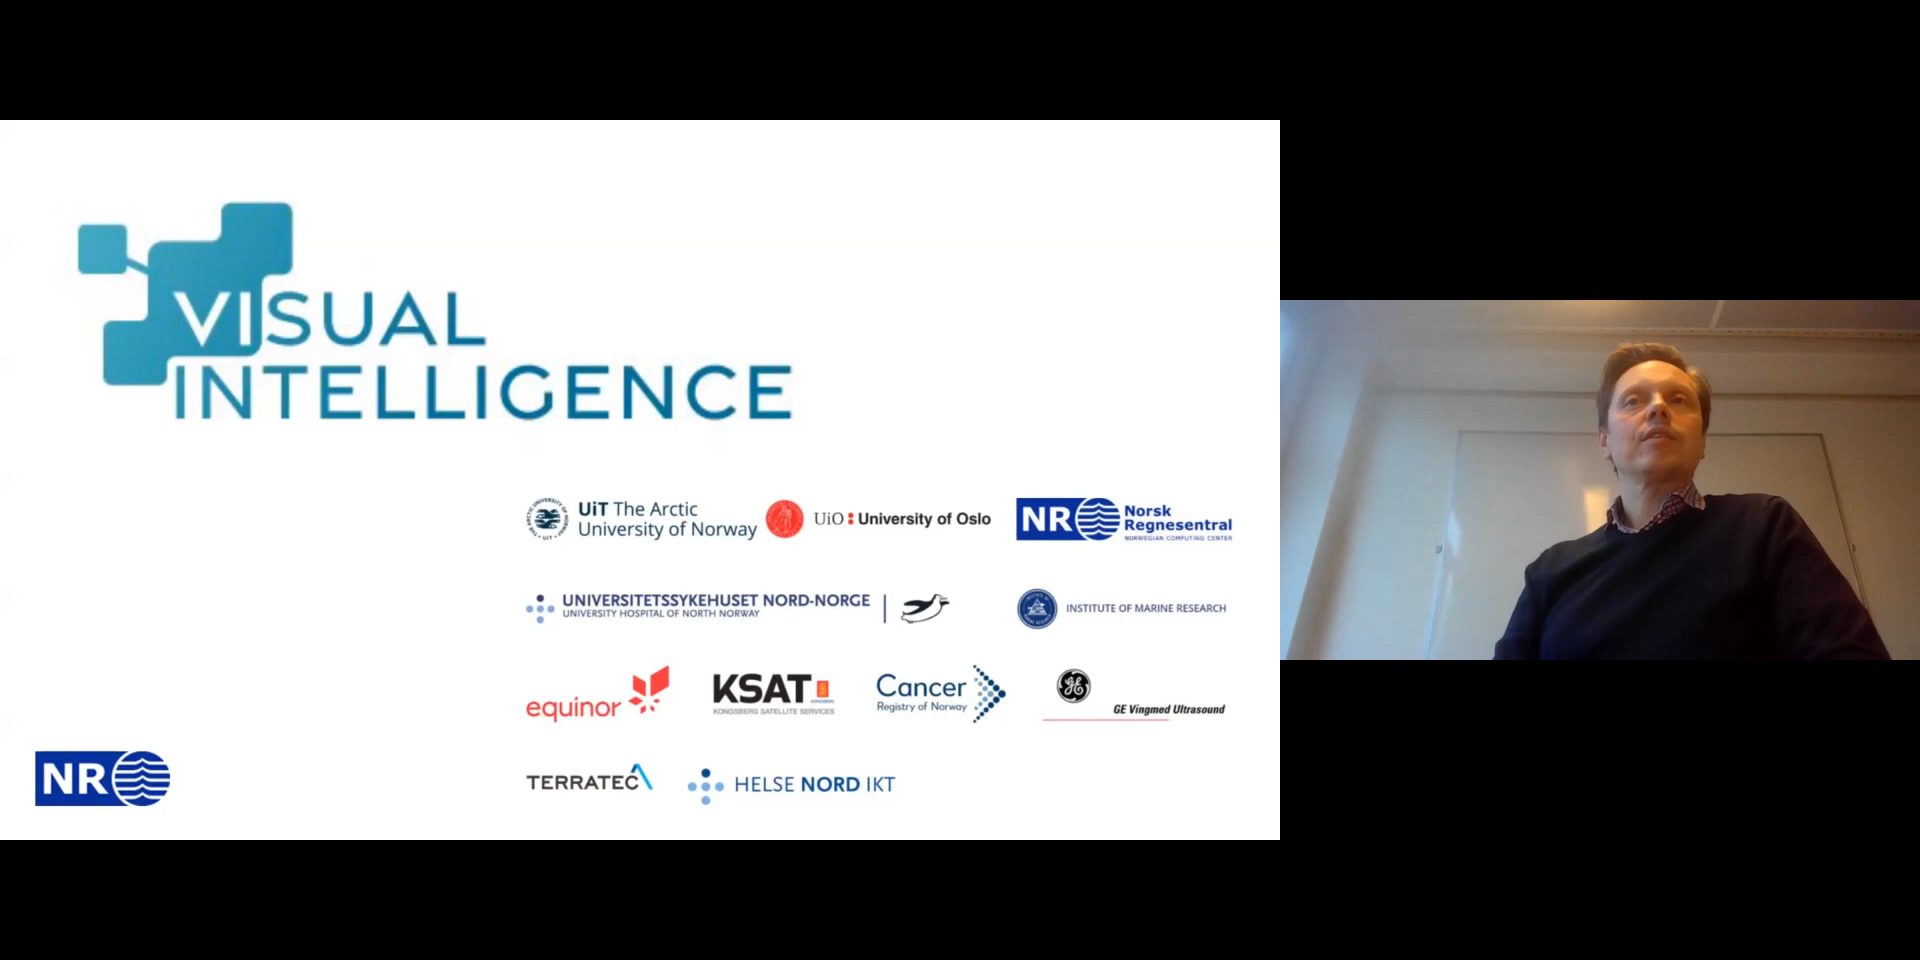 VISUAL
INTELLIGENCE
UiT The Arctic
University of Norway
UiO: University of Oslo
NR Norsk
Regnesentral
NORWEGIAN COMPUTING CENTER
UNIVERSITETSSYKEHUSET NORD-NORGE
UNIVERSITY HOSPITAL OF NORTH NORWAY
INSTITUTE OF MARINE RESEARCH
equinor
KSAT
KONGSBERG SATELLITE SERVICES
Cancer
Registry of Norway
GE Vingmed Ultrasound
TERRATEC
HELSE NORD IKT
NR